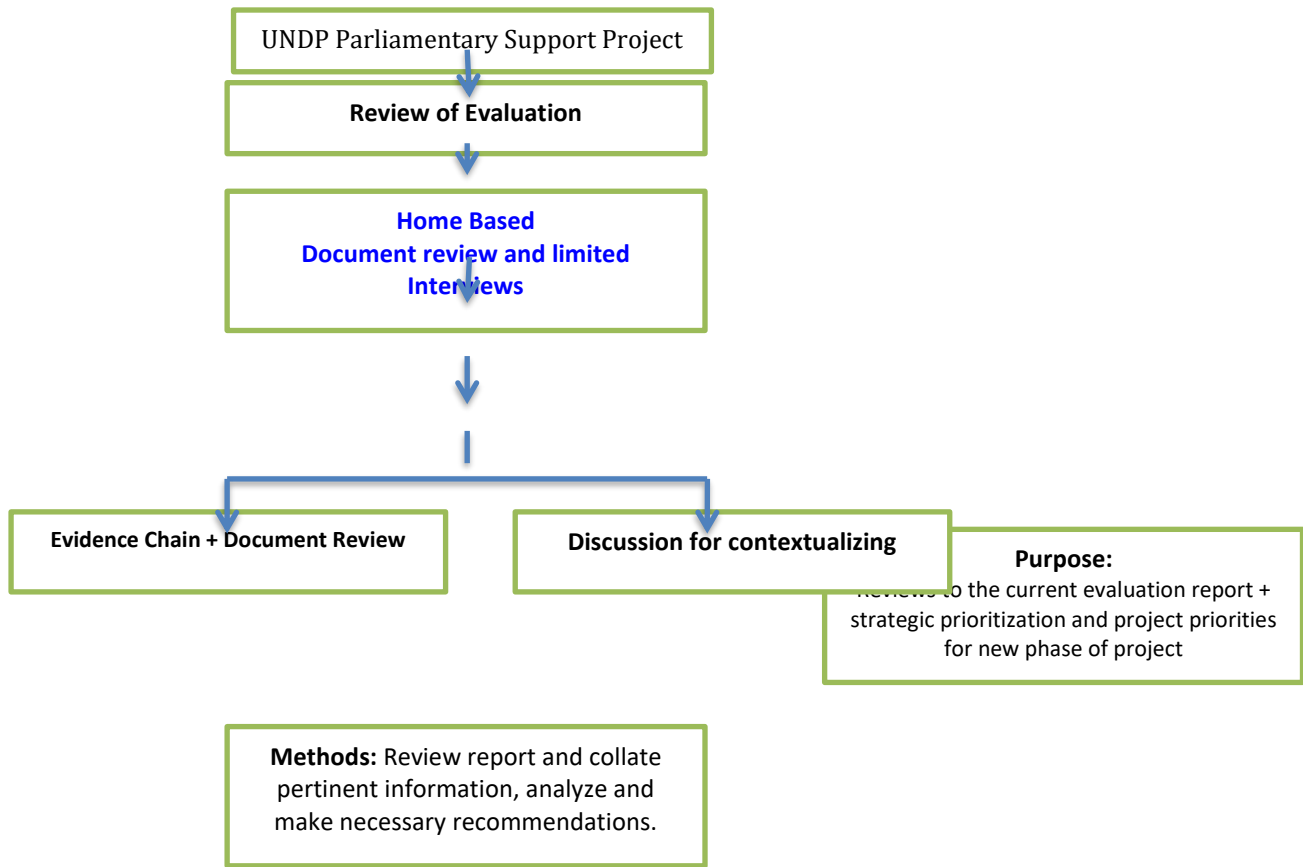 UNDP Parliamentary Support Project
Review of Evaluation
Home Based
Document review and limited
Interviews
Evidence Chain + Document Review
Discussion for contextualizing
Purpose:
Reviews to the current evaluation report +
strategic prioritization and project priorities
for new phase of project
Methods: Review report and collate
pertinent information, analyze and
make necessary recommendations.